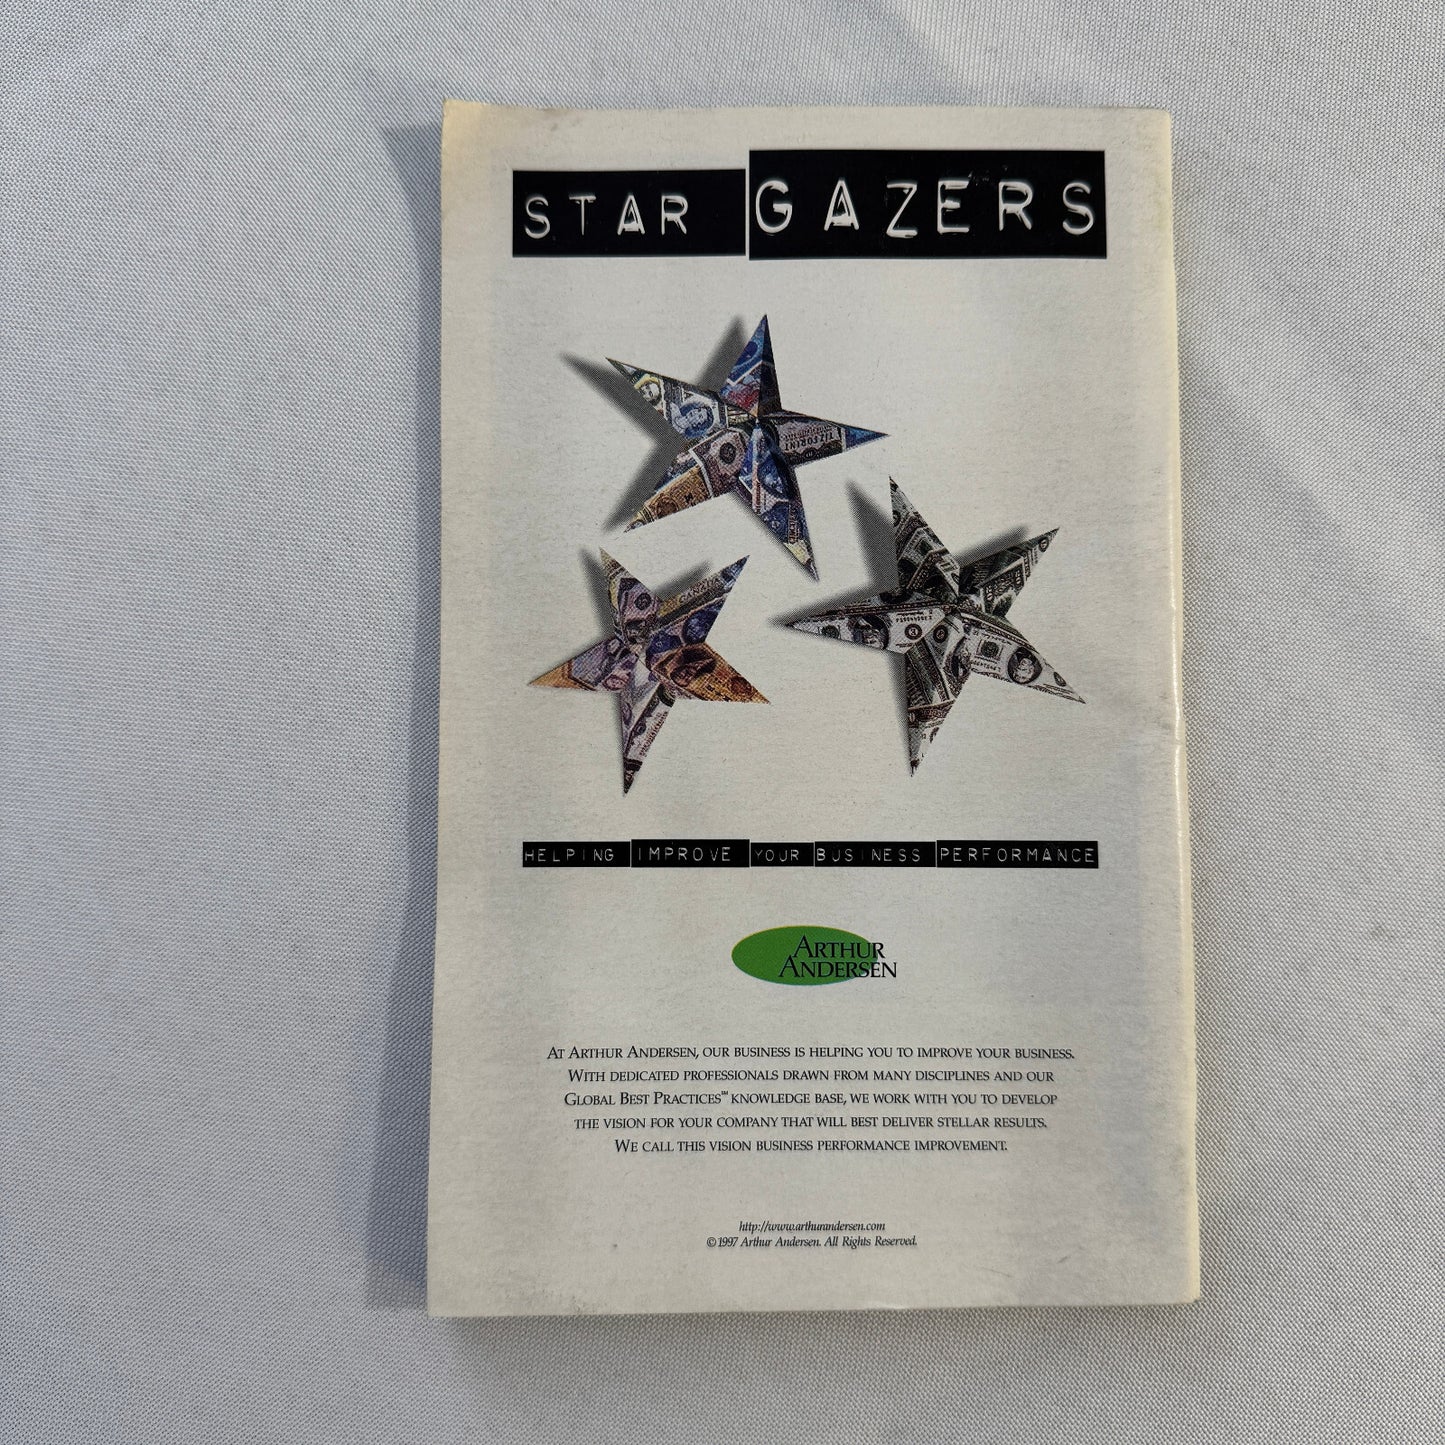 STAR GAZERS
HELPING IMPROVE YOUR BUSINESS PERFORMANCE
ARTHUR
ANDERSEN
AT ARTHUR ANDERSEN, OUR BUSINESS IS HELPING YOU TO IMPROVE YOUR BUSINESS.
WITH DEDICATED PROFESSIONALS DRAWN FROM MANY DISCIPLINES AND OUR
GLOBAL BEST PRACTICES℠ KNOWLEDGE BASE, WE WORK WITH YOU TO DEVELOP
THE VISION FOR YOUR COMPANY THAT WILL BEST DELIVER STELLAR RESULTS.
WE CALL THIS VISION BUSINESS PERFORMANCE IMPROVEMENT.
http://www.arthurandersen.com
©1997 Arthur Andersen. All Rights Reserved.